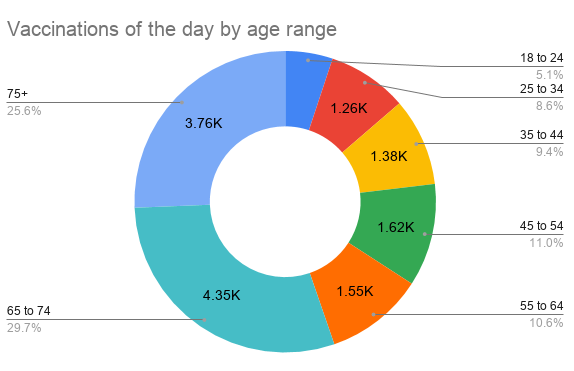 Vaccinations of the day by age range
18 to 24
5.1%
25 to 34
8.6%
35 to 44
9.4%
45 to 54
11.0%
55 to 64
10.6%
65 to 74
29.7%
75+
25.6%
1.26K
1.38K
1.62K
1.55K
4.35K
3.76K